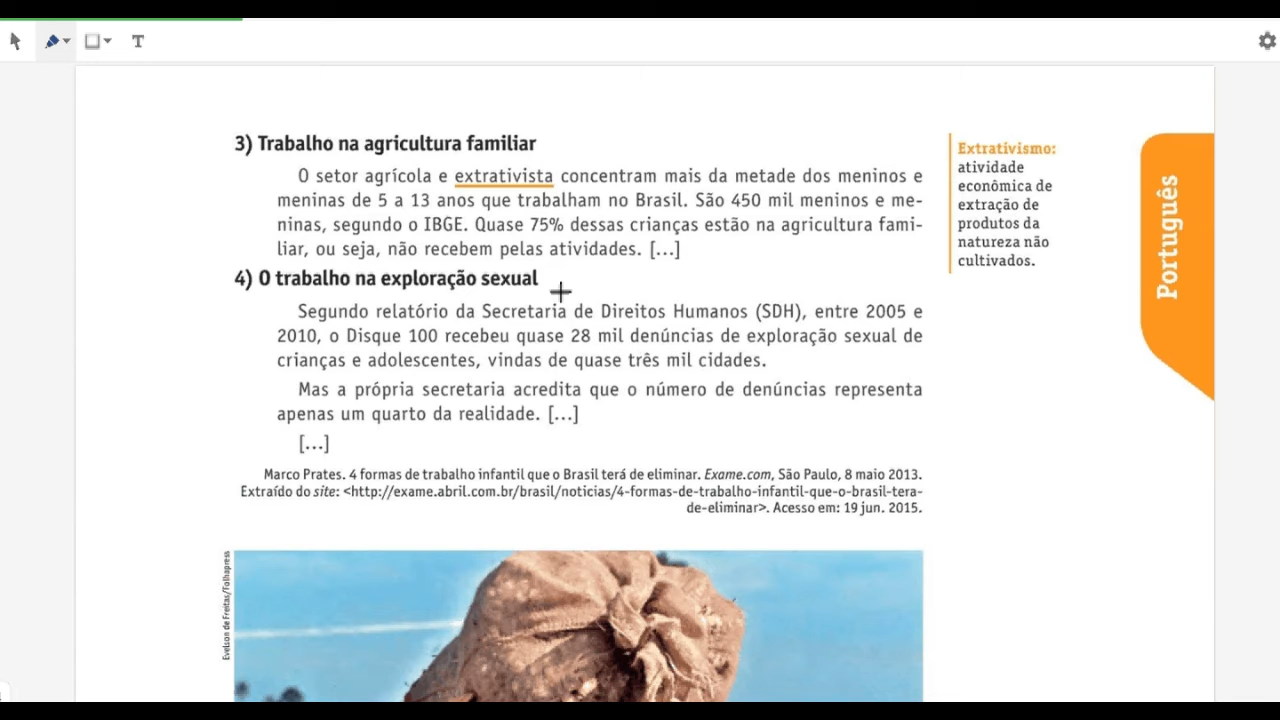 T
3) Trabalho na agricultura familiar
O setor agrícola e extrativista concentram mais da metade dos meninos e
meninas de 5 a 13 anos que trabalham no Brasil. São 450 mil meninos e me-
ninas, segundo o IBGE. Quase 75% dessas crianças estão na agricultura fami-
liar, ou seja, não recebem pelas atividades. [...]
4) O trabalho na exploração sexual
Segundo relatório da Secretaria de Direitos Humanos (SDH), entre 2005 e
2010, o Disque 100 recebeu quase 28 mil denúncias de exploração sexual de
crianças e adolescentes, vindas de quase três mil cidades.
Mas a própria secretaria acredita que o número de denúncias representa
apenas um quarto da realidade. [...]
[...]
Marco Prates. 4 formas de trabalho infantil que o Brasil terá de eliminar. Exame.com, São Paulo, 8 maio 2013.
Extraído do site: <http://exame.abril.com.br/brasil/noticias/4-formas-de-trabalho-infantil-que-o-brasil-tera-
de-eliminar>. Acesso em: 19 jun. 2015.
Extrativismo:
atividade
econômica de
extração de
produtos da
natureza não
cultivados.
Português
Evelson de Freitas/Folhapress